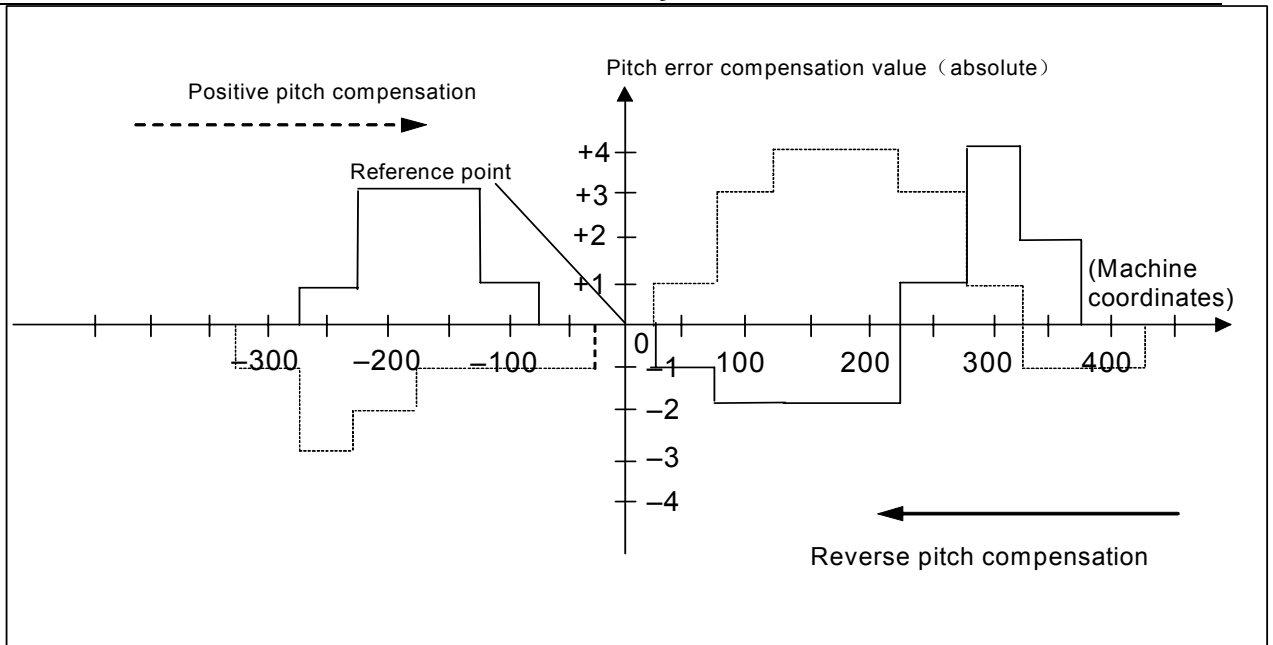 Pitch error compensation value（absolute）
Positive pitch compensation
+4
Reference point
+3
+2
+1
(Machine
coordinates)
0
–300 –200 –100 –1 100 200 300 400
–2
–3
–4
Reverse pitch compensation